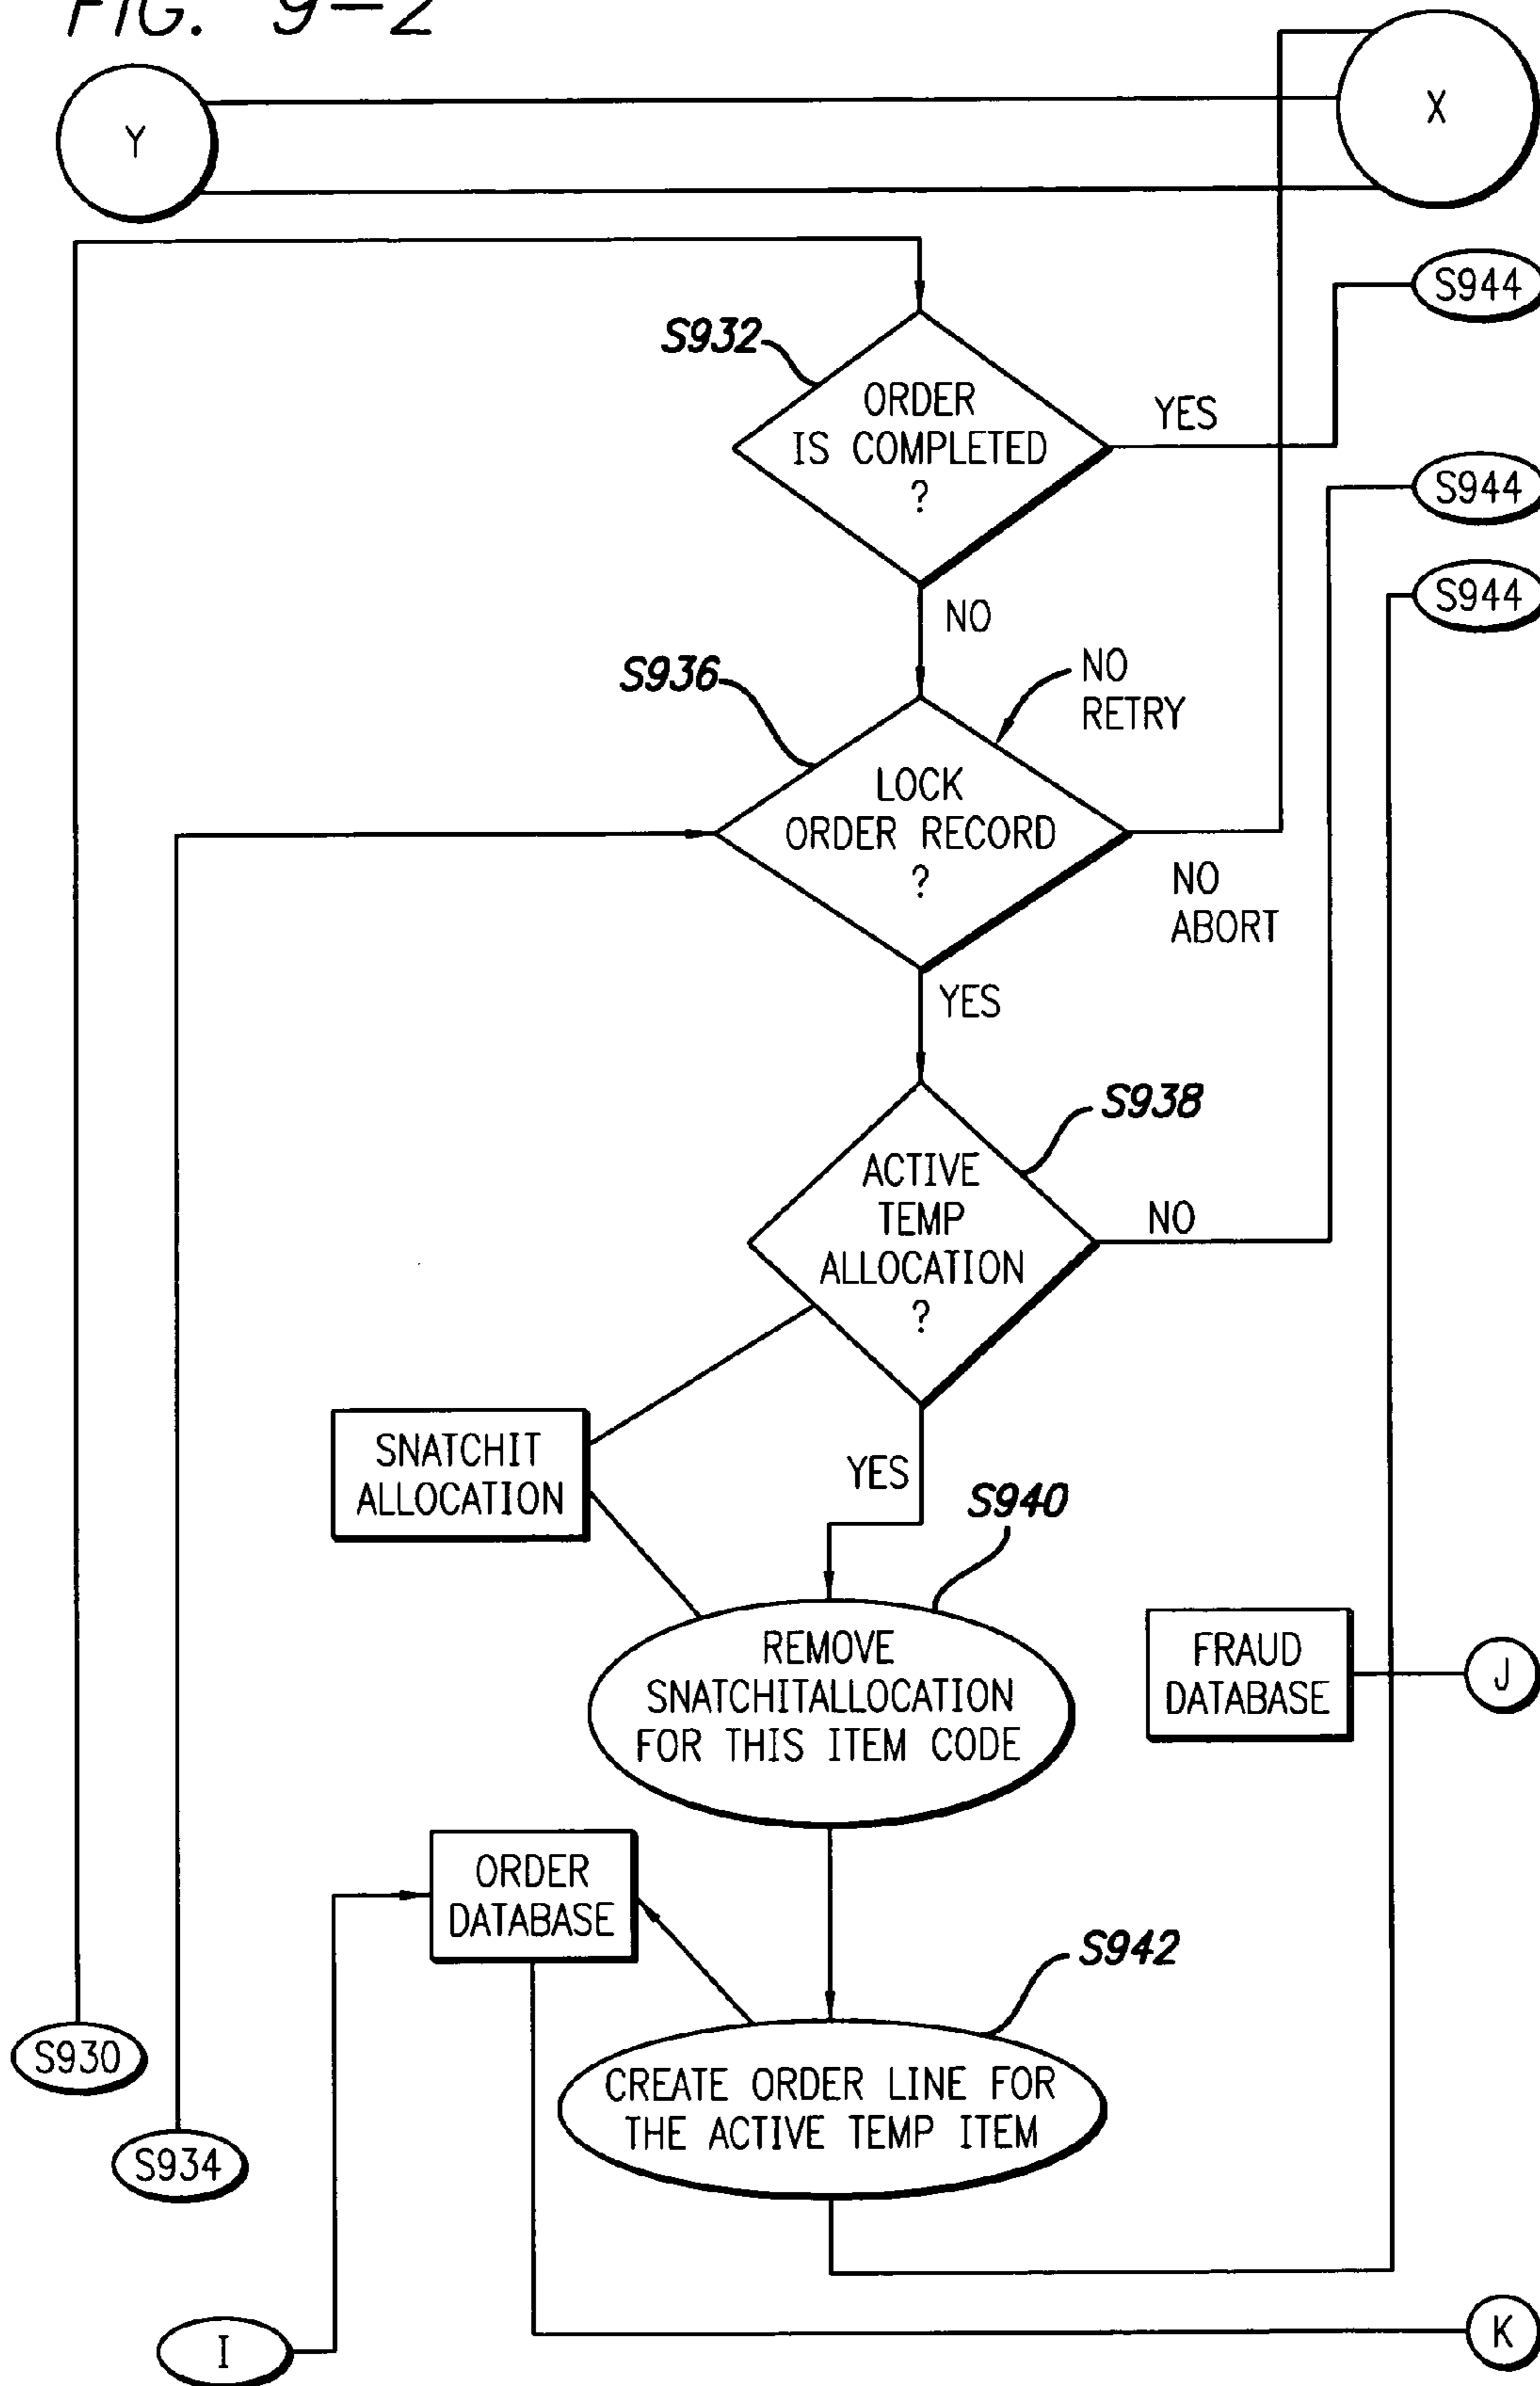 FIG. 9-2
Y
X
S944
S932
ORDER
IS COMPLETED
?
YES
S944
S944
NO
S936
NO
RETRY
LOCK
ORDER RECORD
?
NO
ABORT
YES
S938
ACTIVE
TEMP
ALLOCATION
?
NO
SNATCHIT
ALLOCATION
YES
S940
REMOVE
SNATCHITALLOCATION
FOR THIS ITEM CODE
FRAUD
DATABASE
J
ORDER
DATABASE
S942
S930
CREATE ORDER LINE FOR
THE ACTIVE TEMP ITEM
S934
I
K